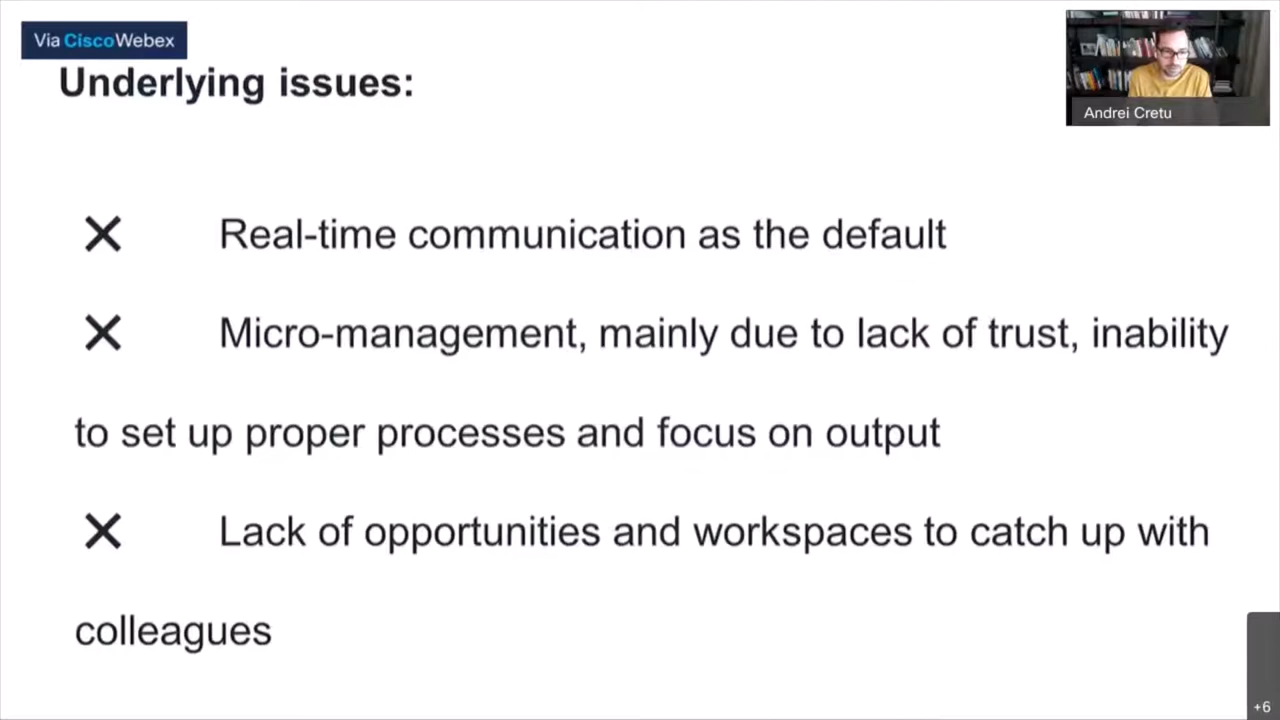 Via CiscoWebex
Andrei Cretu
Underlying issues:
✕ Real-time communication as the default
✕ Micro-management, mainly due to lack of trust, inability
to set up proper processes and focus on output
✕ Lack of opportunities and workspaces to catch up with
colleagues
+6